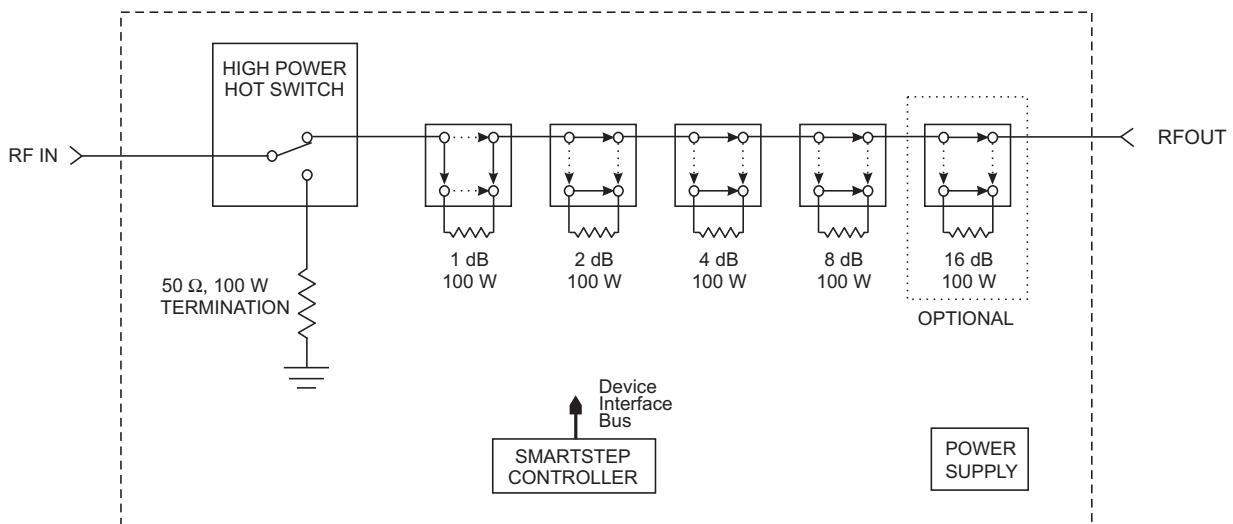 HIGH POWER
HOT SWITCH
RF IN
RFOUT
1 dB
100 W
2 dB
100 W
4 dB
100 W
8 dB
100 W
16 dB
100 W
OPTIONAL
50 Ω, 100 W
TERMINATION
Device
Interface
Bus
SMARTSTEP
CONTROLLER
POWER
SUPPLY